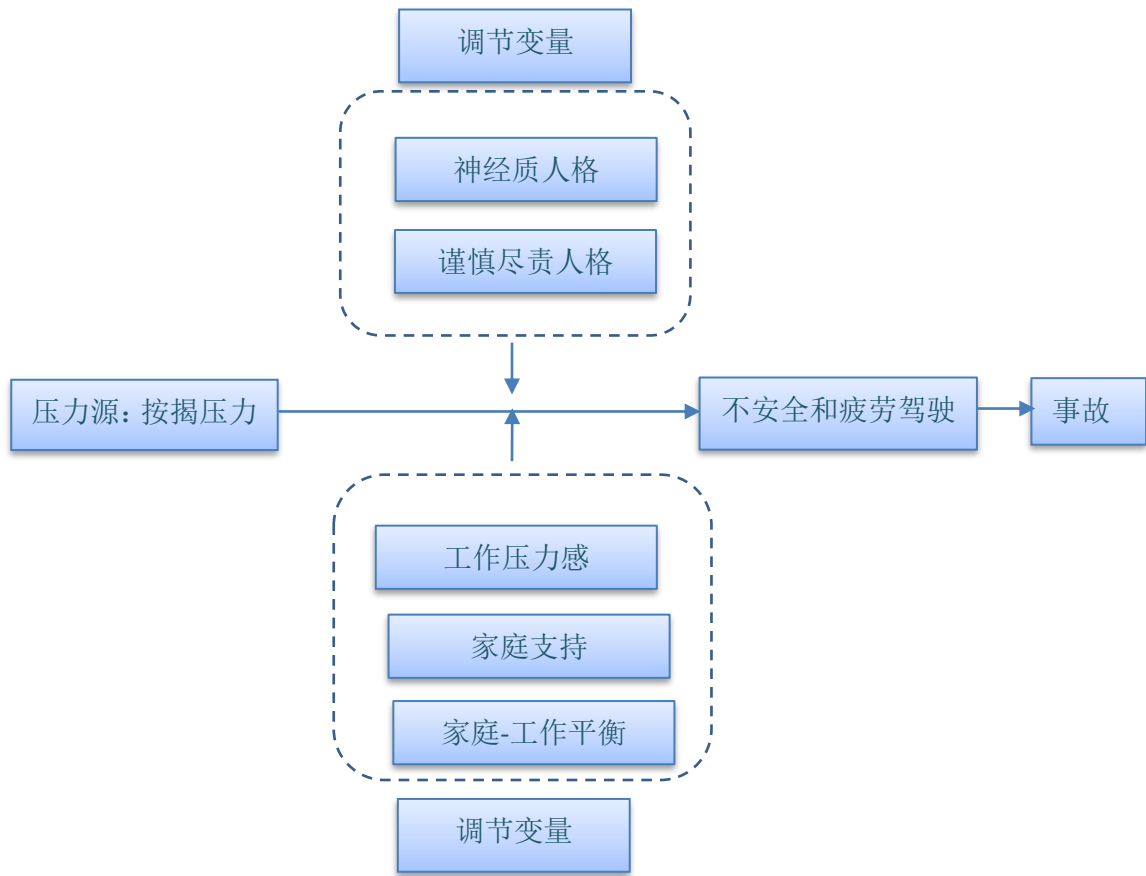 调节变量
神经质人格
谨慎尽责人格
压力源：按揭压力
不安全和疲劳驾驶
事故
工作压力感
家庭支持
家庭-工作平衡
调节变量